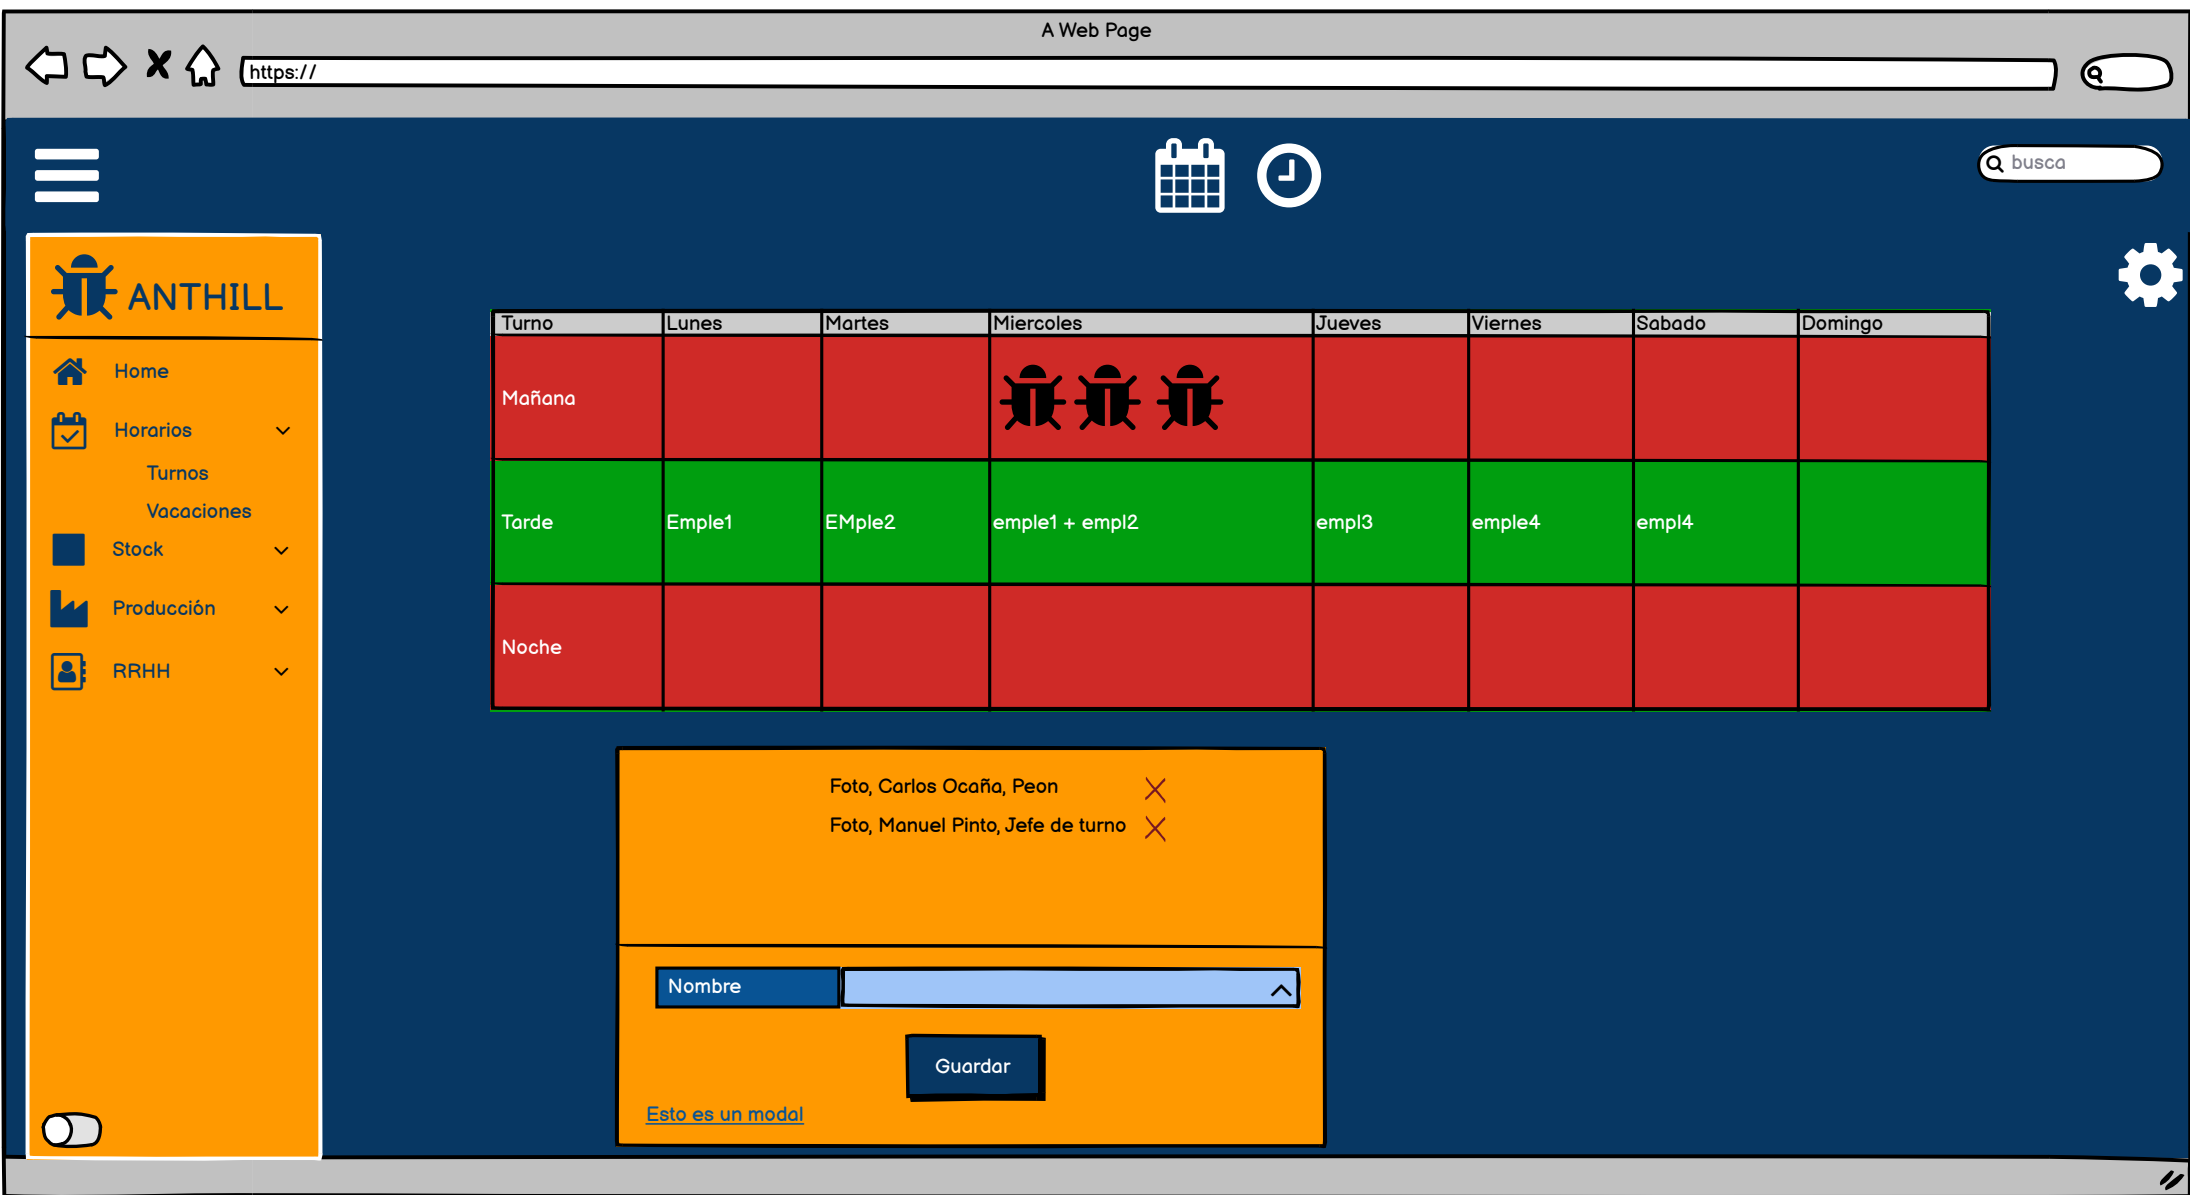 A Web Page
https://
busca
ANTHILL
Home
Horarios
Turnos
Vacaciones
Stock
Producción
RRHH
Turno Lunes Martes Miercoles Jueves Viernes Sabado Domingo
Mañana
Tarde Emple1 EMple2 emple1 + empl2 empl3 emple4 empl4
Noche
Foto, Carlos Ocaña, Peon
Foto, Manuel Pinto, Jefe de turno
Nombre
Guardar
Esto es un modal